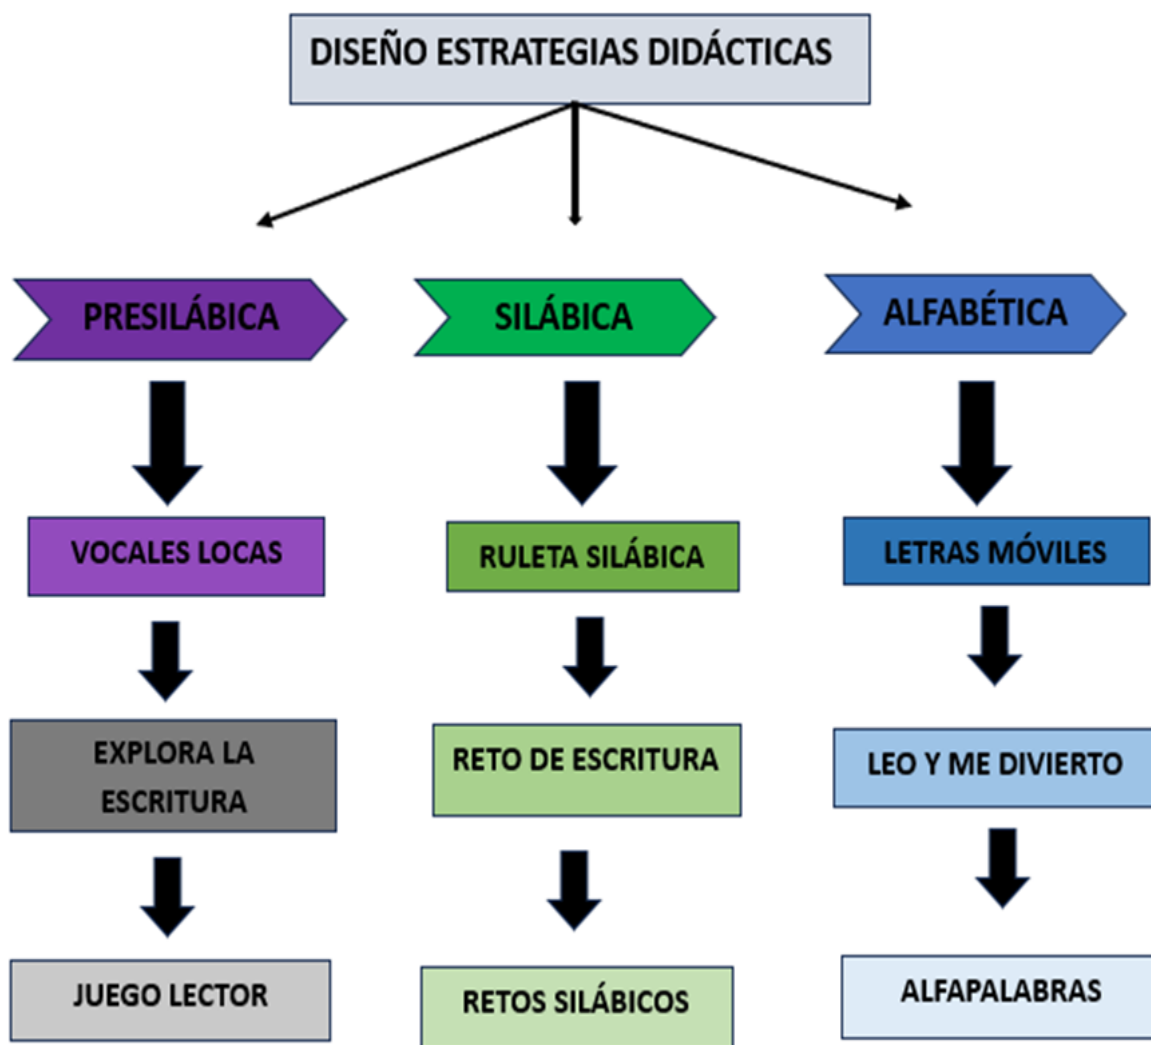 DISEÑO ESTRATEGIAS DIDÁCTICAS
PRESILÁBICA
SILÁBICA
ALFABÉTICA
VOCALES LOCAS
RULETA SILÁBICA
LETRAS MÓVILES
EXPLORA LA
ESCRITURA
RETO DE ESCRITURA
LEO Y ME DIVIERTO
JUEGO LECTOR
RETOS SILÁBICOS
ALFAPALABRAS